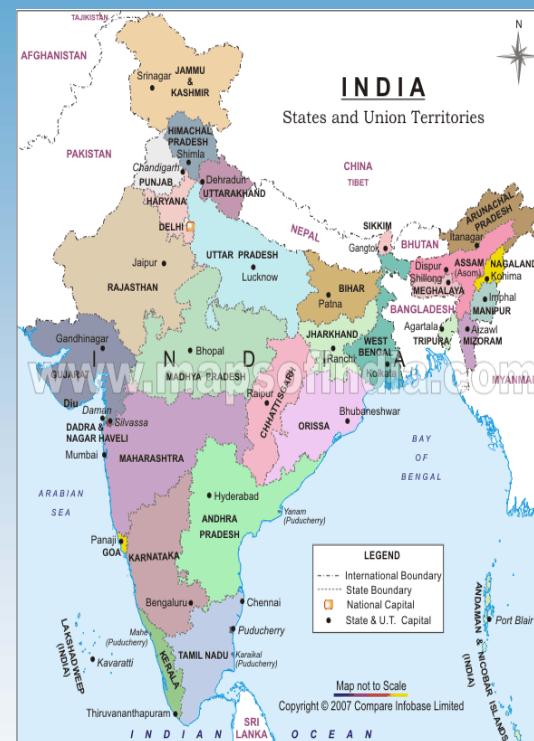 TAJIKISTAN
AFGHANISTAN
N
JAMMU
&
KASHMIR
Srinagar
INDIA
States and Union Territories
HIMACHAL
PRADESH
Shimla
PAKISTAN
Chandigarh
PUNJAB
CHINA
TIBET
Dehradun
UTTARAKHAND
HARYANA
DELHI
ARUNACHAL
PRADESH
Itanagar
SIKKIM
Gangtok
NEPAL
BHUTAN
UTTAR PRADESH
Lucknow
Jaipur
RAJASTHAN
ASSAM
(Asom)
NAGALAND
Kohima
Dispur
Shillong
MEGHALAYA
BIHAR
Patna
Imphal
MANIPUR
BANGLADESH
Agartala
TRIPURA
Aizawl
MIZORAM
JHARKHAND
Ranchi
WEST
BENGAL
Kolkata
Gandhinagar
I N D I A
Bhopal
MADHYA PRADESH
GUJARAT
www.mapsofindia.com
MYANMAR
CHHATTISGARH
Raipur
Diu
Daman
Silvassa
DADRA &
NAGAR HAVELI
Mumbai
ORISSA
Bhubaneshwar
MAHARASHTRA
BAY
OF
BENGAL
ARABIAN
SEA
Hyderabad
Yanam
(Puducherry)
ANDHRA
PRADESH
Panaji
GOA
KARNATAKA
LEGEND
International Boundary
State Boundary
National Capital
State & U.T. Capital
Bengaluru
Chennai
Mahe
(Puducherry)
Puducherry
Karaikal
(Puducherry)
TAMIL NADU
KERALA
LAKSHADWEEP
(INDIA)
Kavaratti
ANDAMAN & NICOBAR ISLANDS
(INDIA)
Port Blair
Map not to Scale
Copyright © 2007 Compare Infobase Limited
Thiruvananthapuram
SRI
LANKA
INDIAN OCEAN